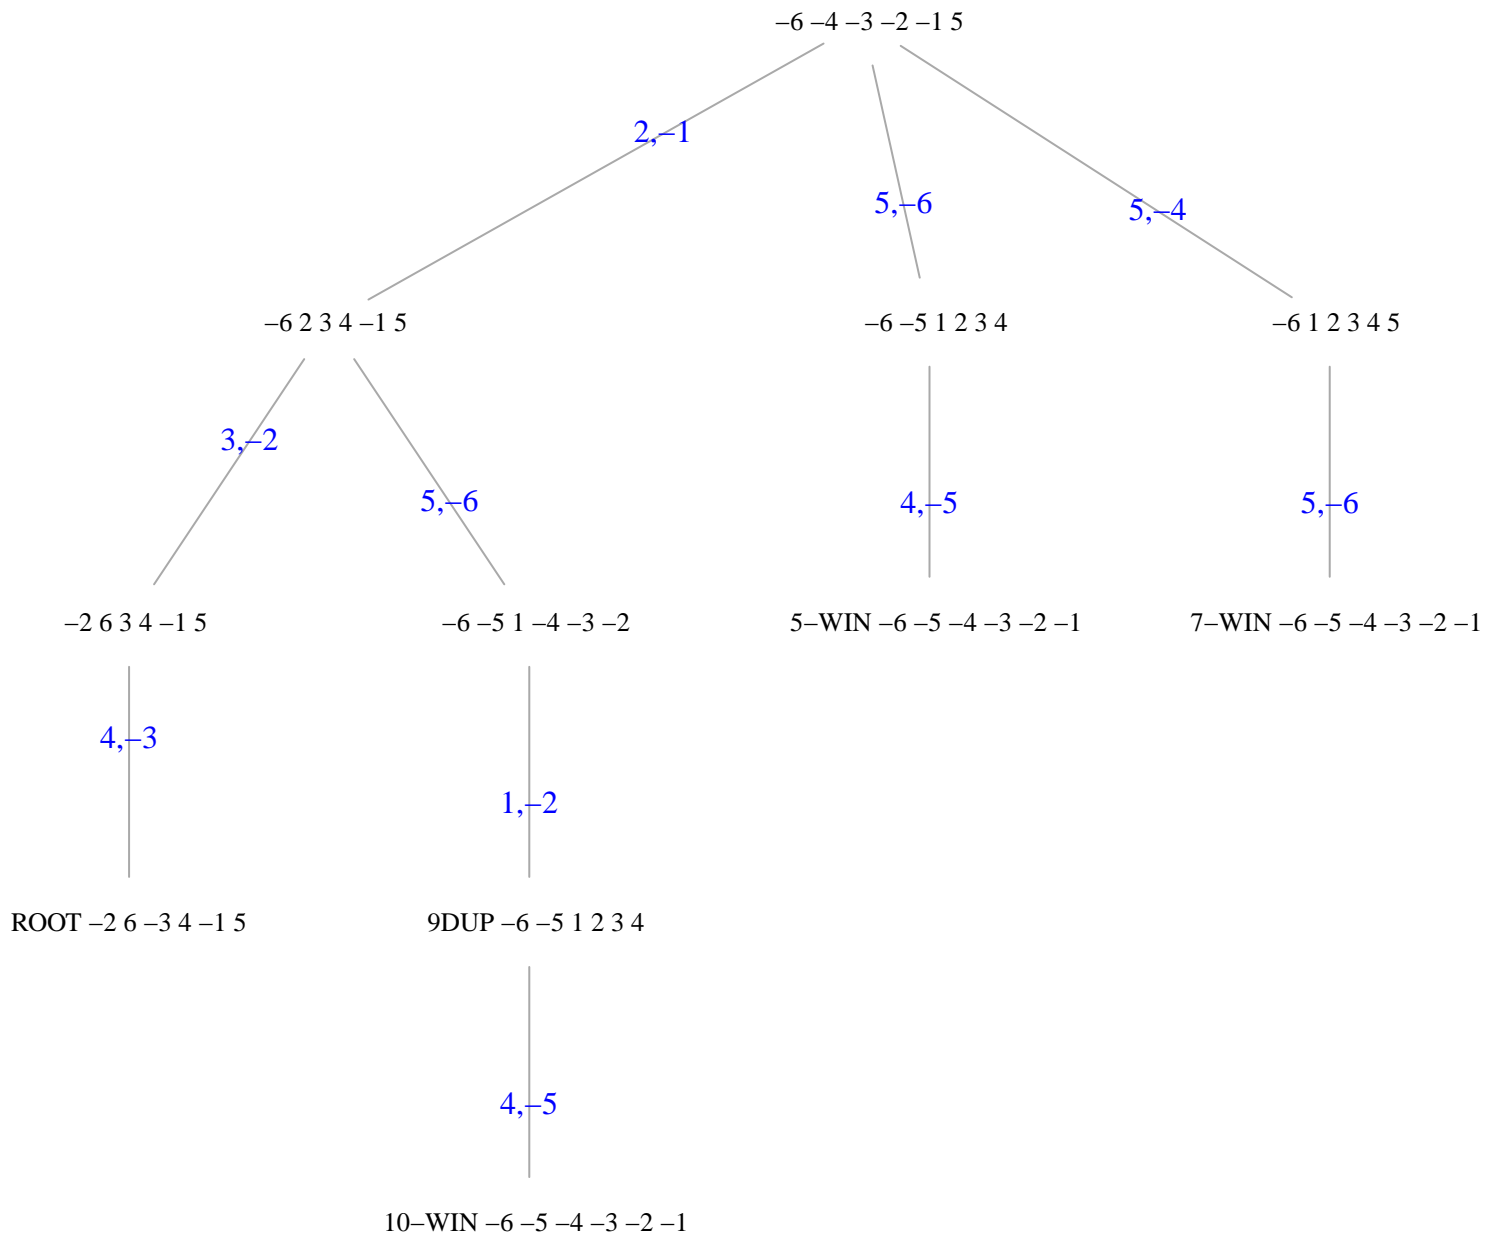 –6 –4 –3 –2 –1 5
2,–1
5,–6
5,–4
–6 2 3 4 –1 5
–6 –5 1 2 3 4
–6 1 2 3 4 5
3,–2
5,–6
4,–5
5,–6
–2 6 3 4 –1 5
–6 –5 1 –4 –3 –2
5–WIN –6 –5 –4 –3 –2 –1
7–WIN –6 –5 –4 –3 –2 –1
4,–3
1,–2
ROOT –2 6 –3 4 –1 5
9DUP –6 –5 1 2 3 4
4,–5
10–WIN –6 –5 –4 –3 –2 –1